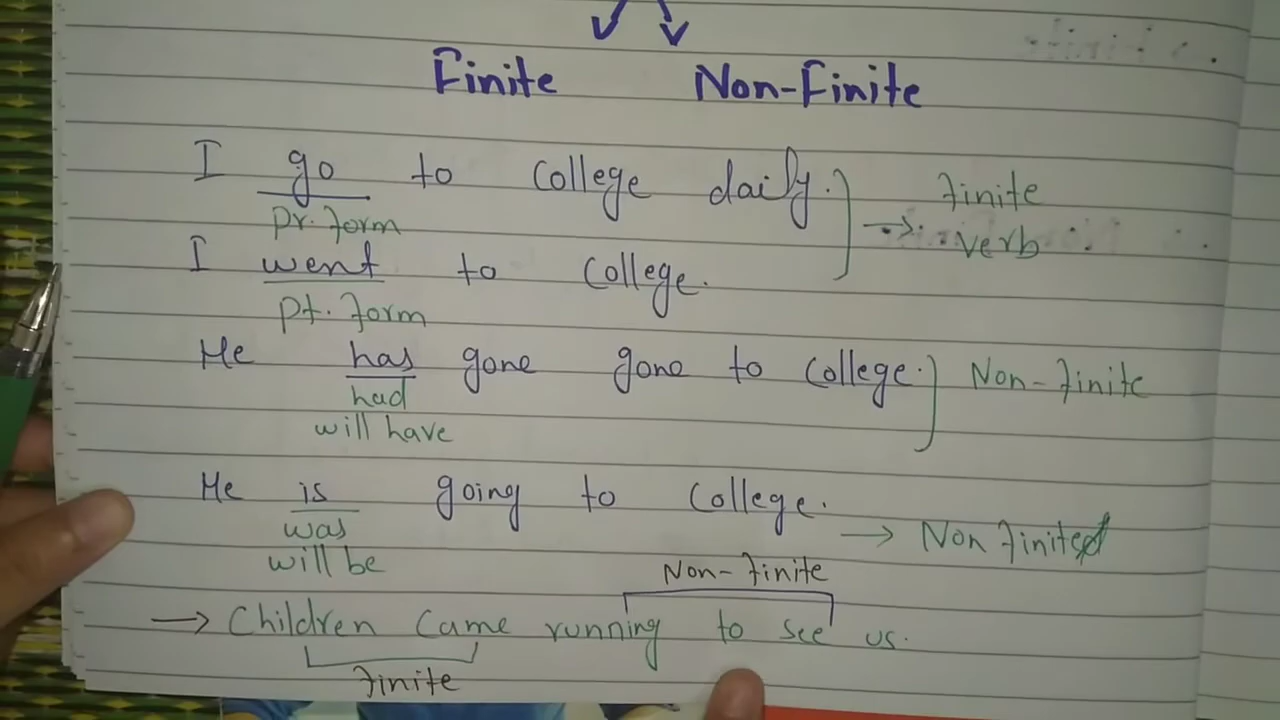 Finite Non-Finite
I go to College daily. → finite
pr. form verb
I went to College.
pt. form
He has gone gone to College. Non-finite
had
will have
He is going to College.
was → Non finite
will be
Non-finite
→ Children Came running to see us.
finite